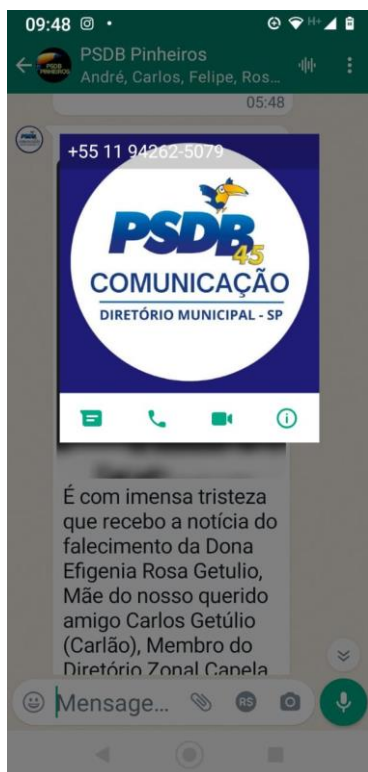 09:48
H+
PSDB Pinheiros
André, Carlos, Felipe, Ros...
05:48
+55 11 94262-5079
PSDB
45
COMUNICAÇÃO
DIRETÓRIO MUNICIPAL - SP
É com imensa tristeza
que recebo a notícia do
falecimento da Dona
Efigenia Rosa Getulio,
Mãe do nosso querido
amigo Carlos Getúlio
(Carlão), Membro do
Diretório Zonal Capela
Message...
RS